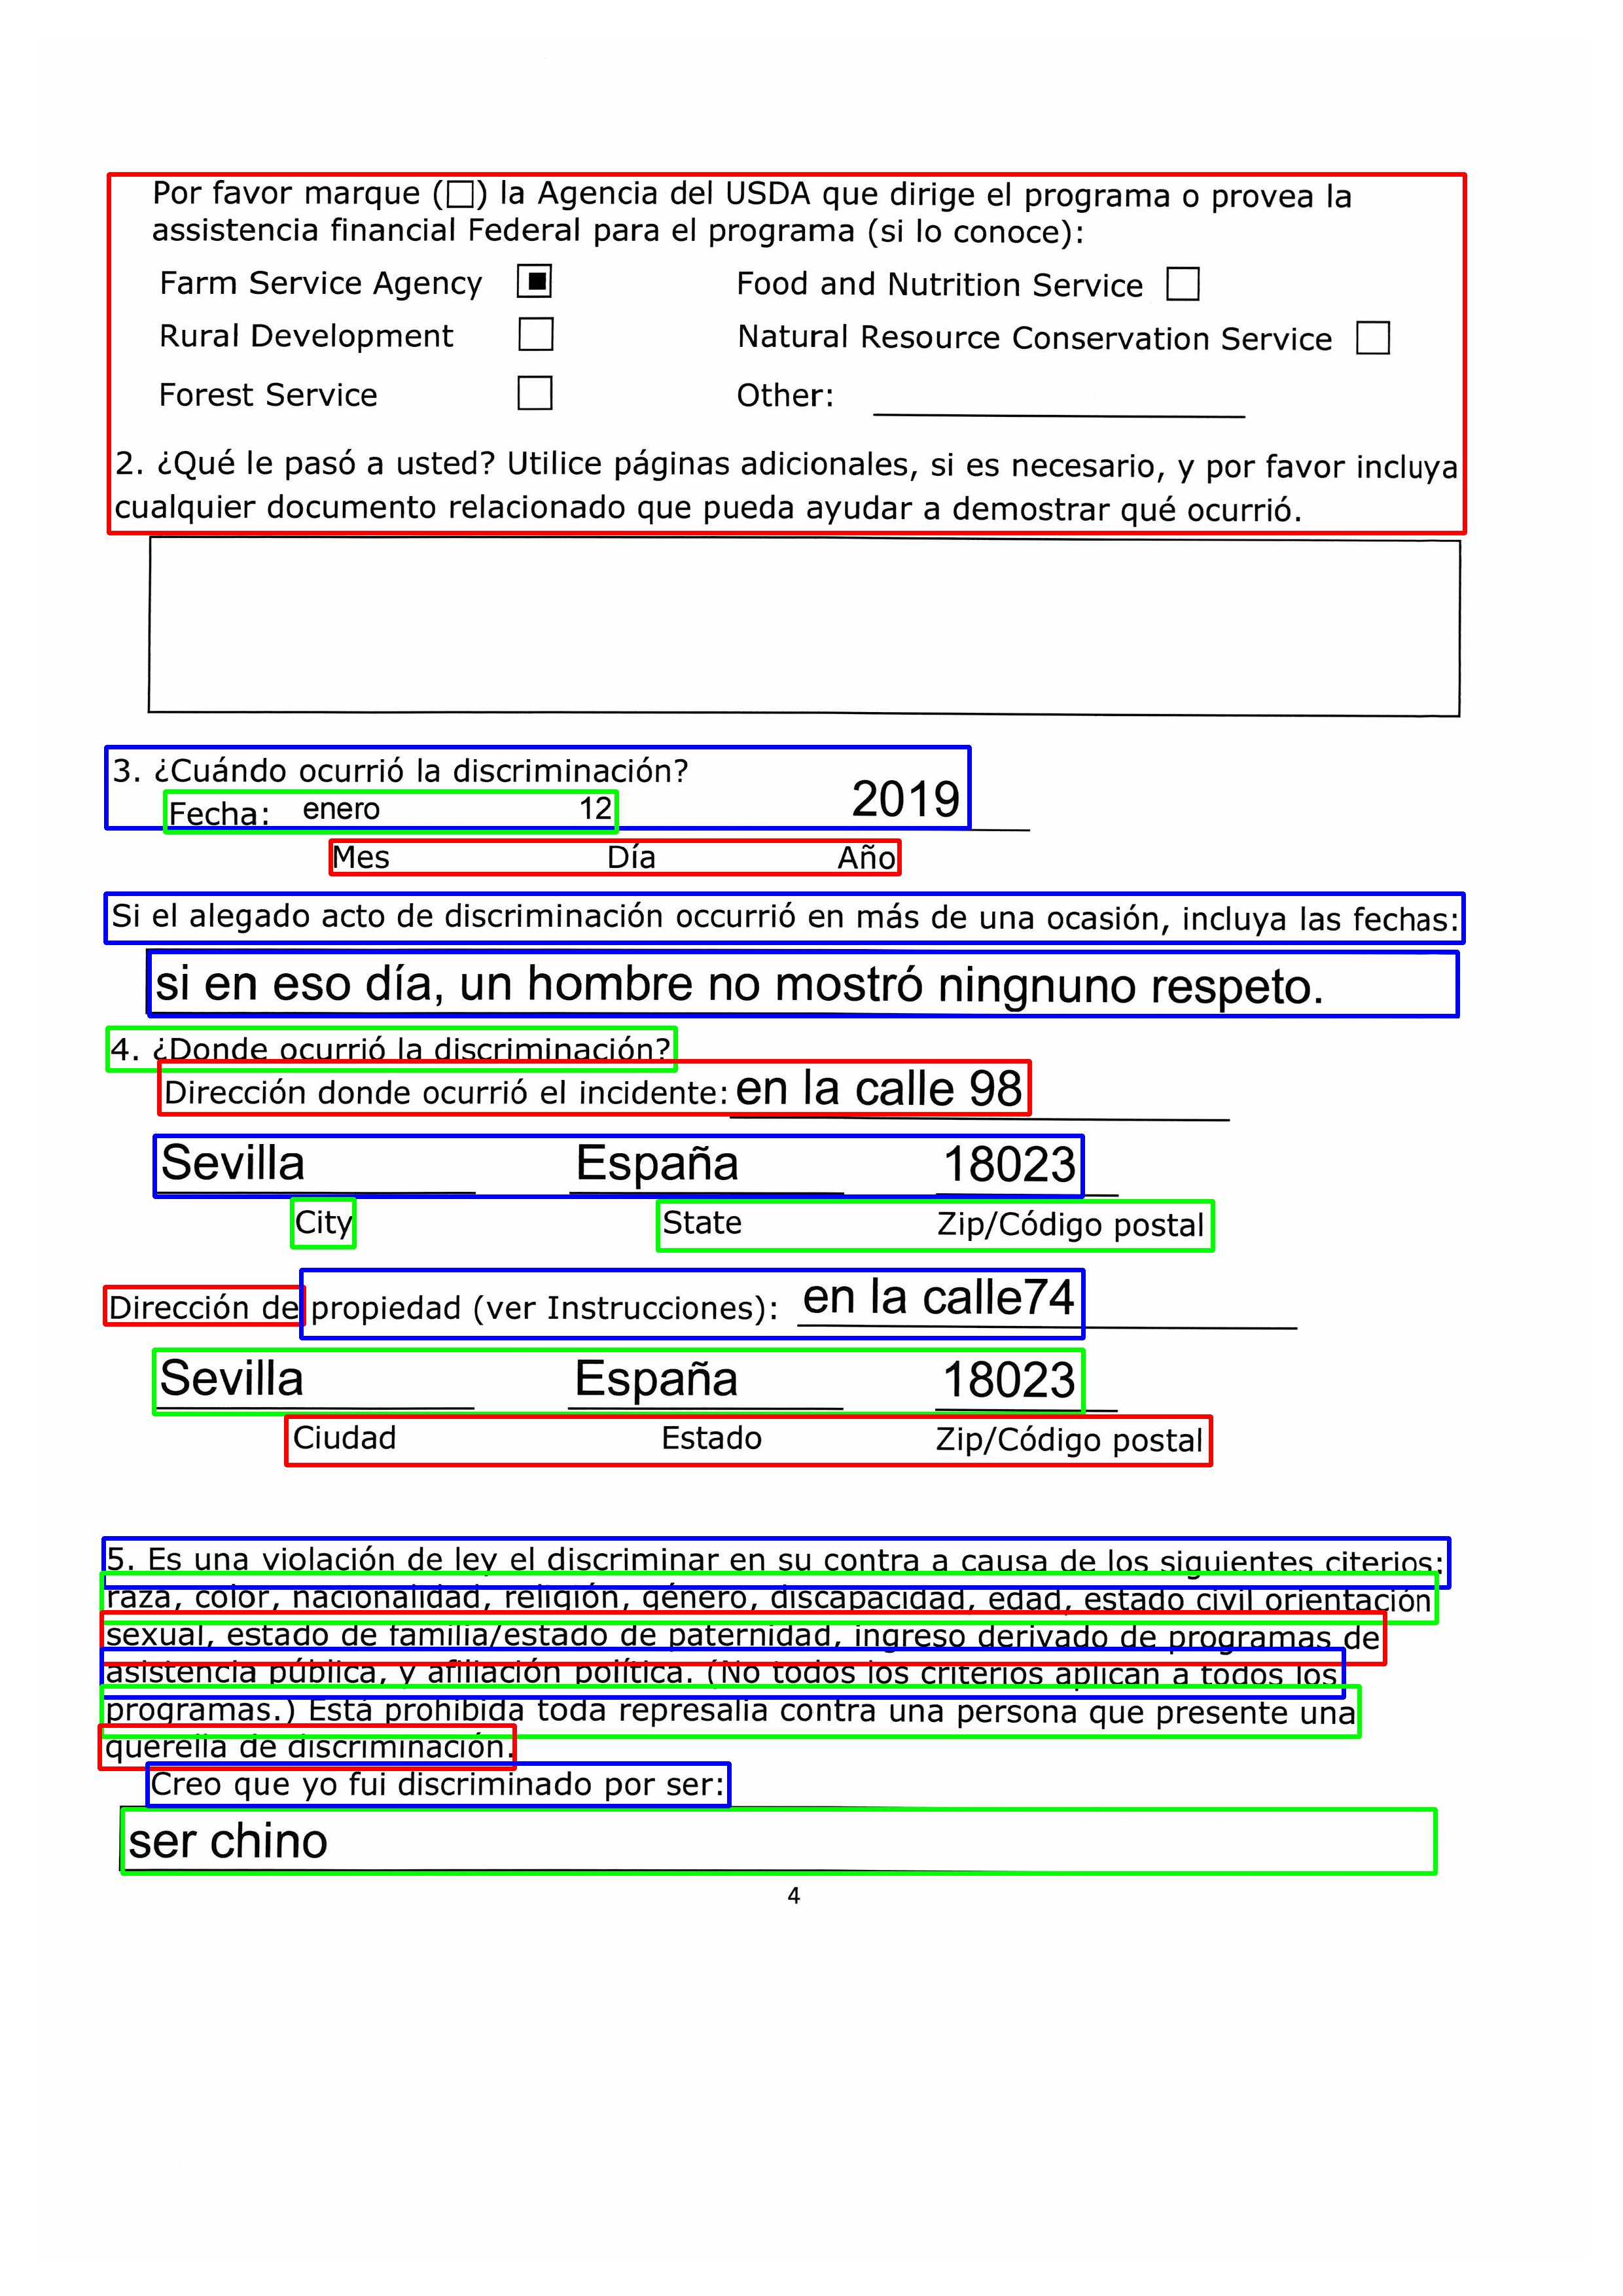 Por favor marque (☐) la Agencia del USDA que dirige el programa o provea la
assistencia financial Federal para el programa (si lo conoce):
Farm Service Agency ▣ Food and Nutrition Service ☐
Rural Development ☐ Natural Resource Conservation Service ☐
Forest Service ☐ Other:
2. ¿Qué le pasó a usted? Utilice páginas adicionales, si es necesario, y por favor incluya
cualquier documento relacionado que pueda ayudar a demostrar qué ocurrió.
3. ¿Cuándo ocurrió la discriminación?
Fecha: enero 12 2019
Mes Día Año
Si el alegado acto de discriminación occurrió en más de una ocasión, incluya las fechas:
si en eso día, un hombre no mostró ningnuno respeto.
4. ¿Donde ocurrió la discriminación?
Dirección donde ocurrió el incidente: en la calle 98
Sevilla España 18023
City State Zip/Código postal
Dirección de propiedad (ver Instrucciones): en la calle74
Sevilla España 18023
Ciudad Estado Zip/Código postal
5. Es una violación de ley el discriminar en su contra a causa de los siguientes citerios:
raza, color, nacionalidad, religión, género, discapacidad, edad, estado civil orientación
sexual, estado de familia/estado de paternidad, ingreso derivado de programas de
asistencia pública, y afiliación política. (No todos los criterios aplican a todos los
programas.) Está prohibida toda represalia contra una persona que presente una
querella de discriminación.
Creo que yo fui discriminado por ser:
ser chino
4